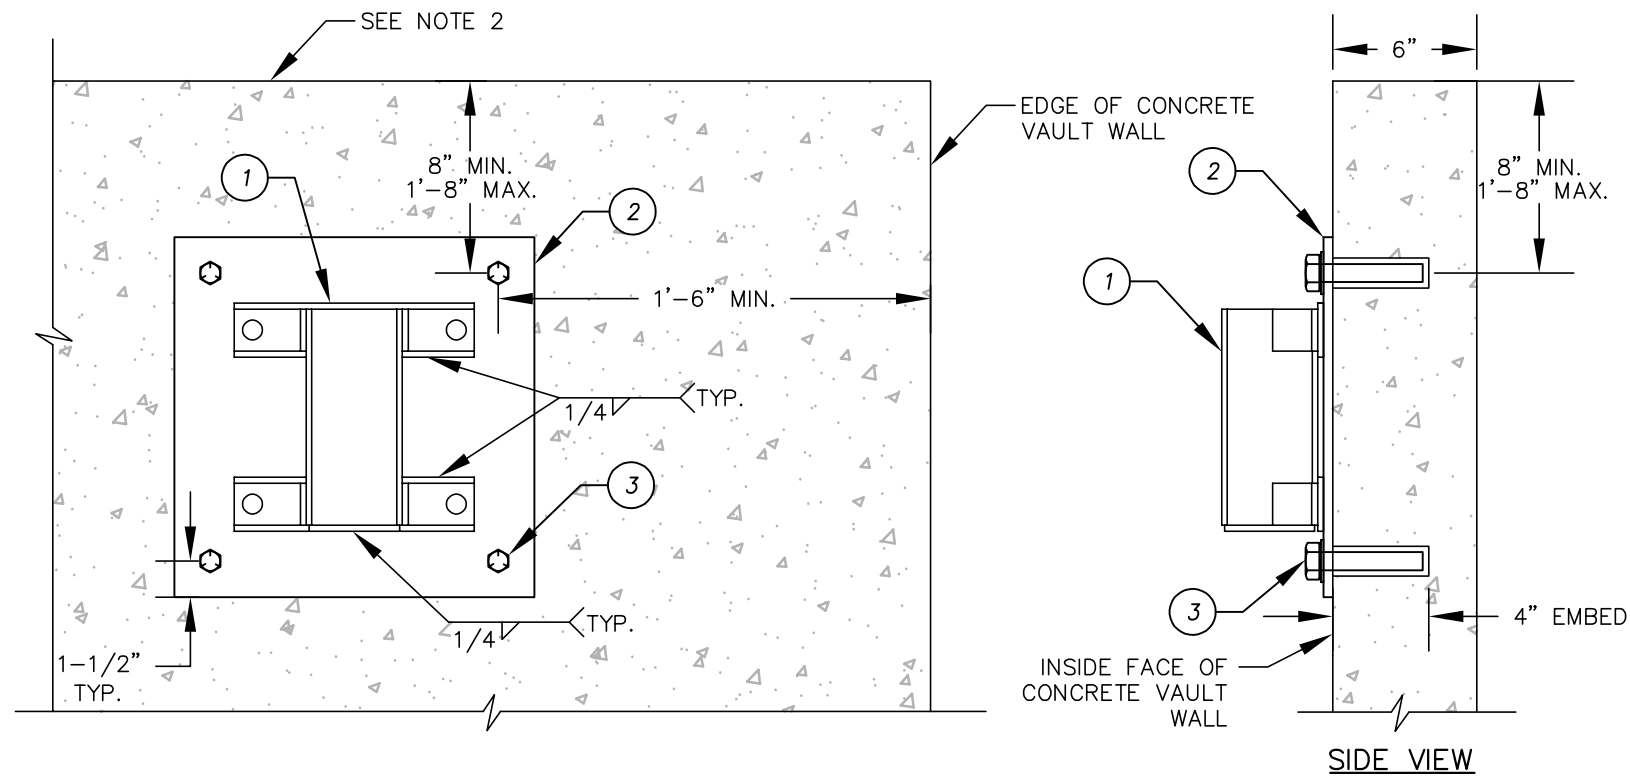 SEE NOTE 2
6"
EDGE OF CONCRETE
VAULT WALL
8" MIN.
1'-8" MAX.
1
2
2
8" MIN.
1'-8" MAX.
1
1'-6" MIN.
1/4
TYP.
3
3
1/4
TYP.
4" EMBED
1-1/2"
TYP.
INSIDE FACE OF
CONCRETE VAULT
WALL
SIDE VIEW